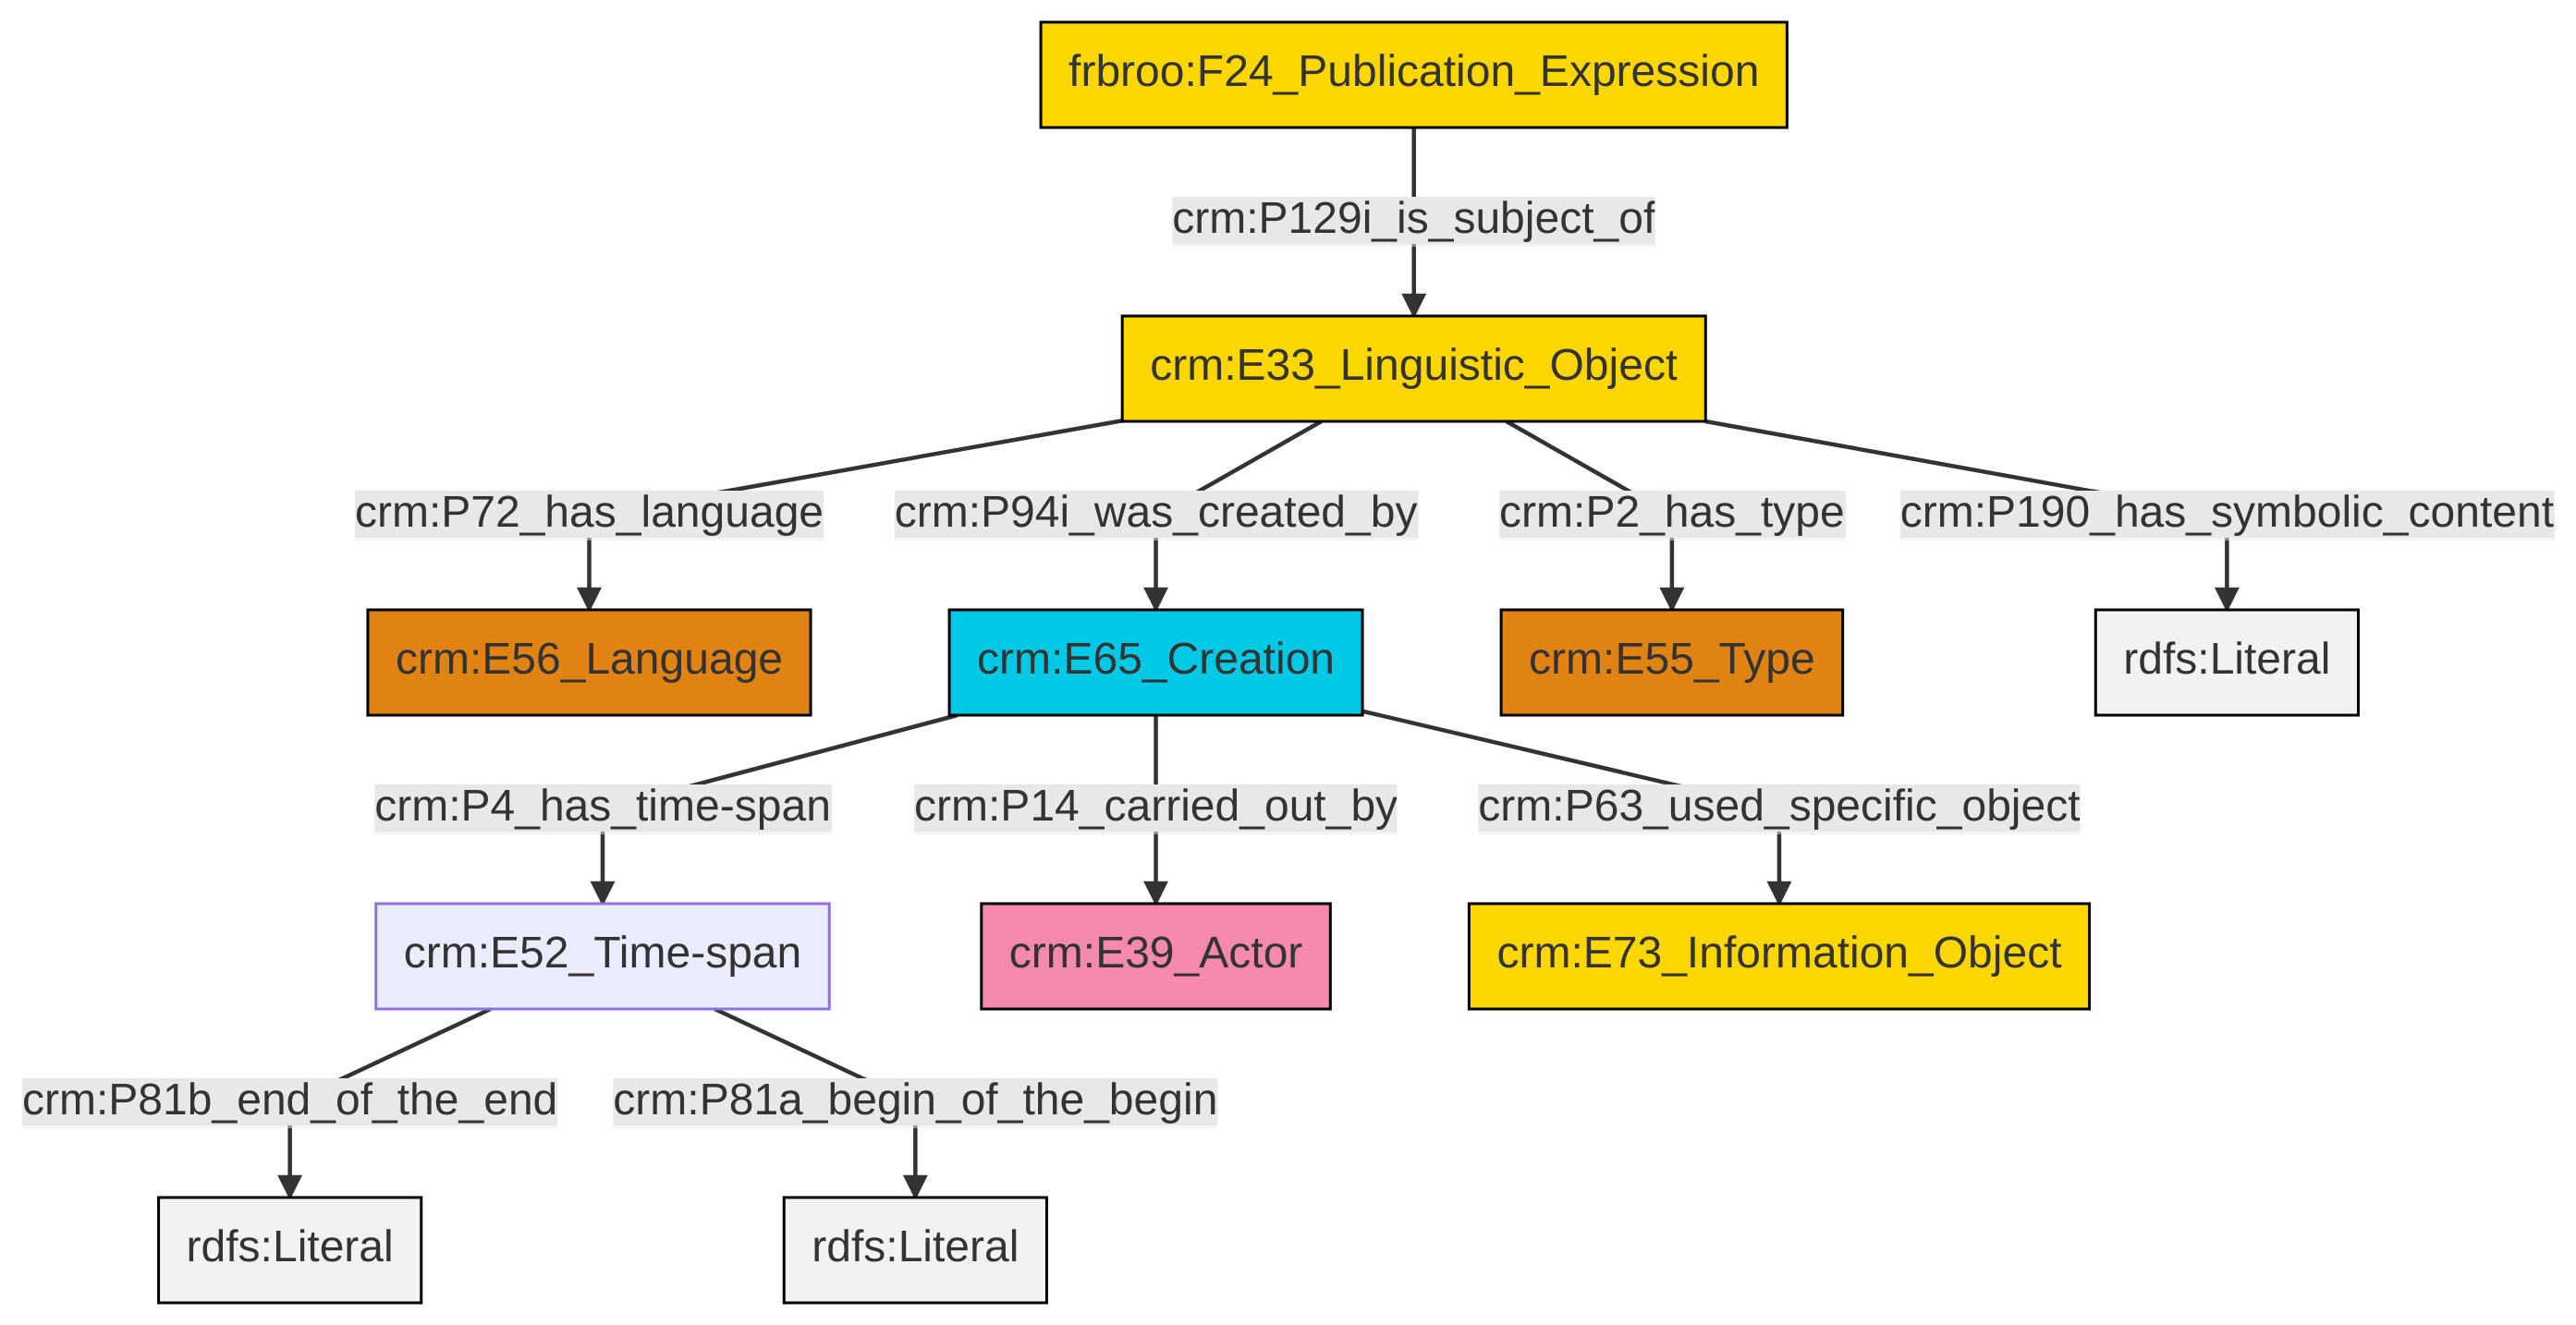 frbroo:F24_Publication_Expression
crm:P129i_is_subject_of
crm:E33_Linguistic_Object
crm:P72_has_language
crm:P94i_was_created_by
crm:P2_has_type
crm:P190_has_symbolic_content
crm:E56_Language
crm:E65_Creation
crm:E55_Type
rdfs:Literal
crm:P4_has_time-span
crm:P14_carried_out_by
crm:P63_used_specific_object
crm:E52_Time-span
crm:E39_Actor
crm:E73_Information_Object
crm:P81b_end_of_the_end
crm:P81a_begin_of_the_begin
rdfs:Literal
rdfs:Literal